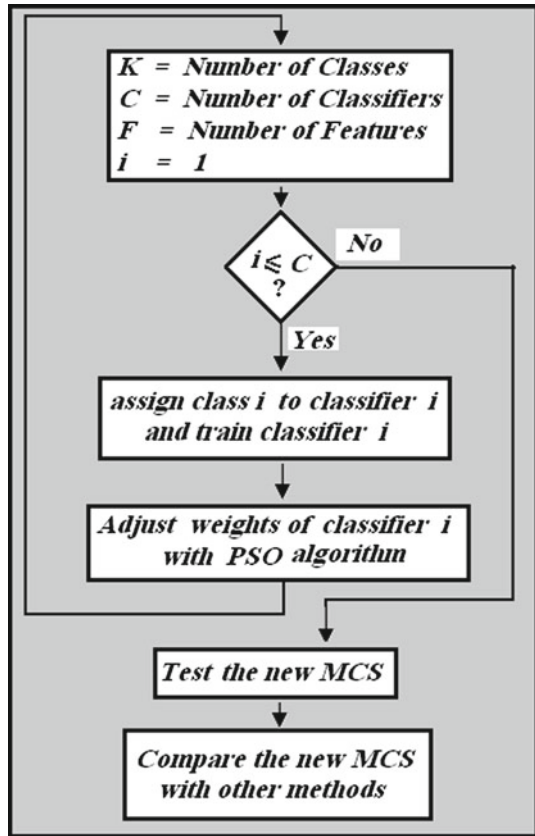 K = Number of Classes
C = Number of Classifiers
F = Number of Features
i = 1
i ⩽ C
?
No
Yes
assign class i to classifier i
and train classifier i
Adjust weights of classifier i
with PSO algorithm
Test the new MCS
Compare the new MCS
with other methods